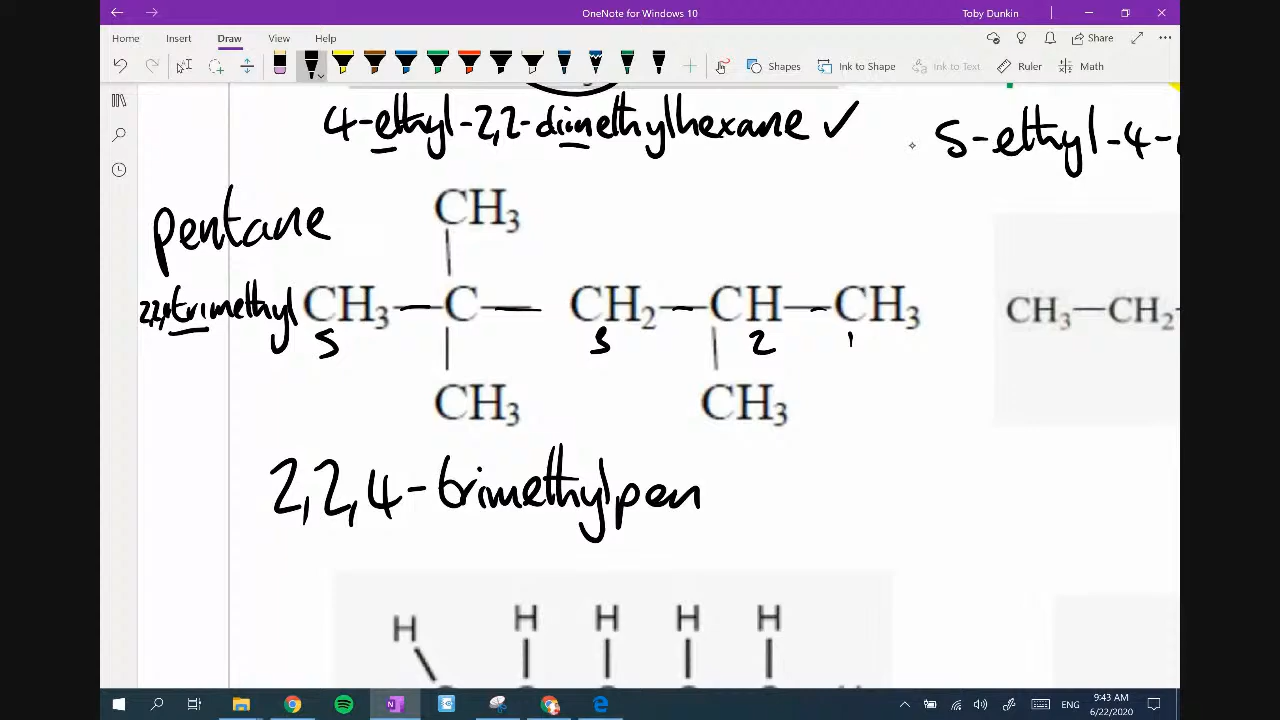 OneNote for Windows 10
Toby Dunkin
Home Insert Draw View Help
Share
Shapes Ink to Shape Ink to Text Ruler Math
4-ethyl-2,2-dimethylhexane ✓
5-ethyl-4-
pentane
CH₃
2,2,4trimethyl CH₃—C— CH₂—CH—CH₃
5 3 2 1
CH₃ CH₃
CH₃—CH₂-
2,2,4-trimethylpen
H H H H H
ENG
9:43 AM
6/22/2020